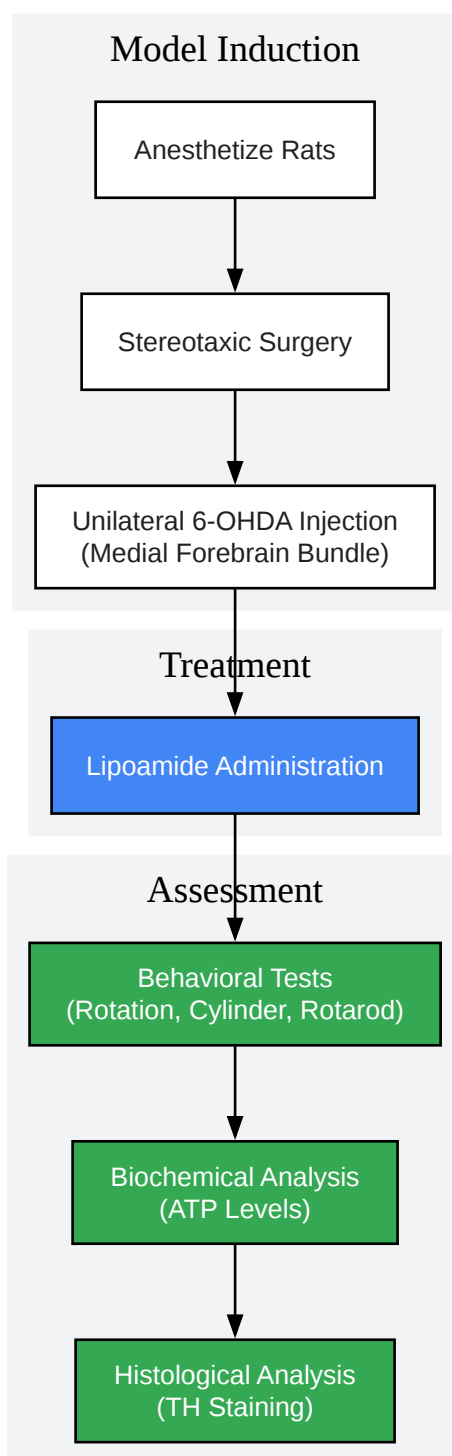 Model Induction
Anesthetize Rats
Stereotaxic Surgery
Unilateral 6-OHDA Injection
(Medial Forebrain Bundle)
Treatment
Lipoamide Administration
Assessment
Behavioral Tests
(Rotation, Cylinder, Rotarod)
Biochemical Analysis
(ATP Levels)
Histological Analysis
(TH Staining)